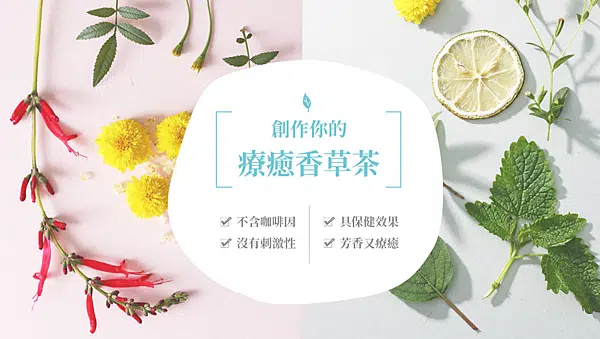 創作你的
療癒香草茶
不含咖啡因
具保健效果
沒有刺激性
芳香又療癒